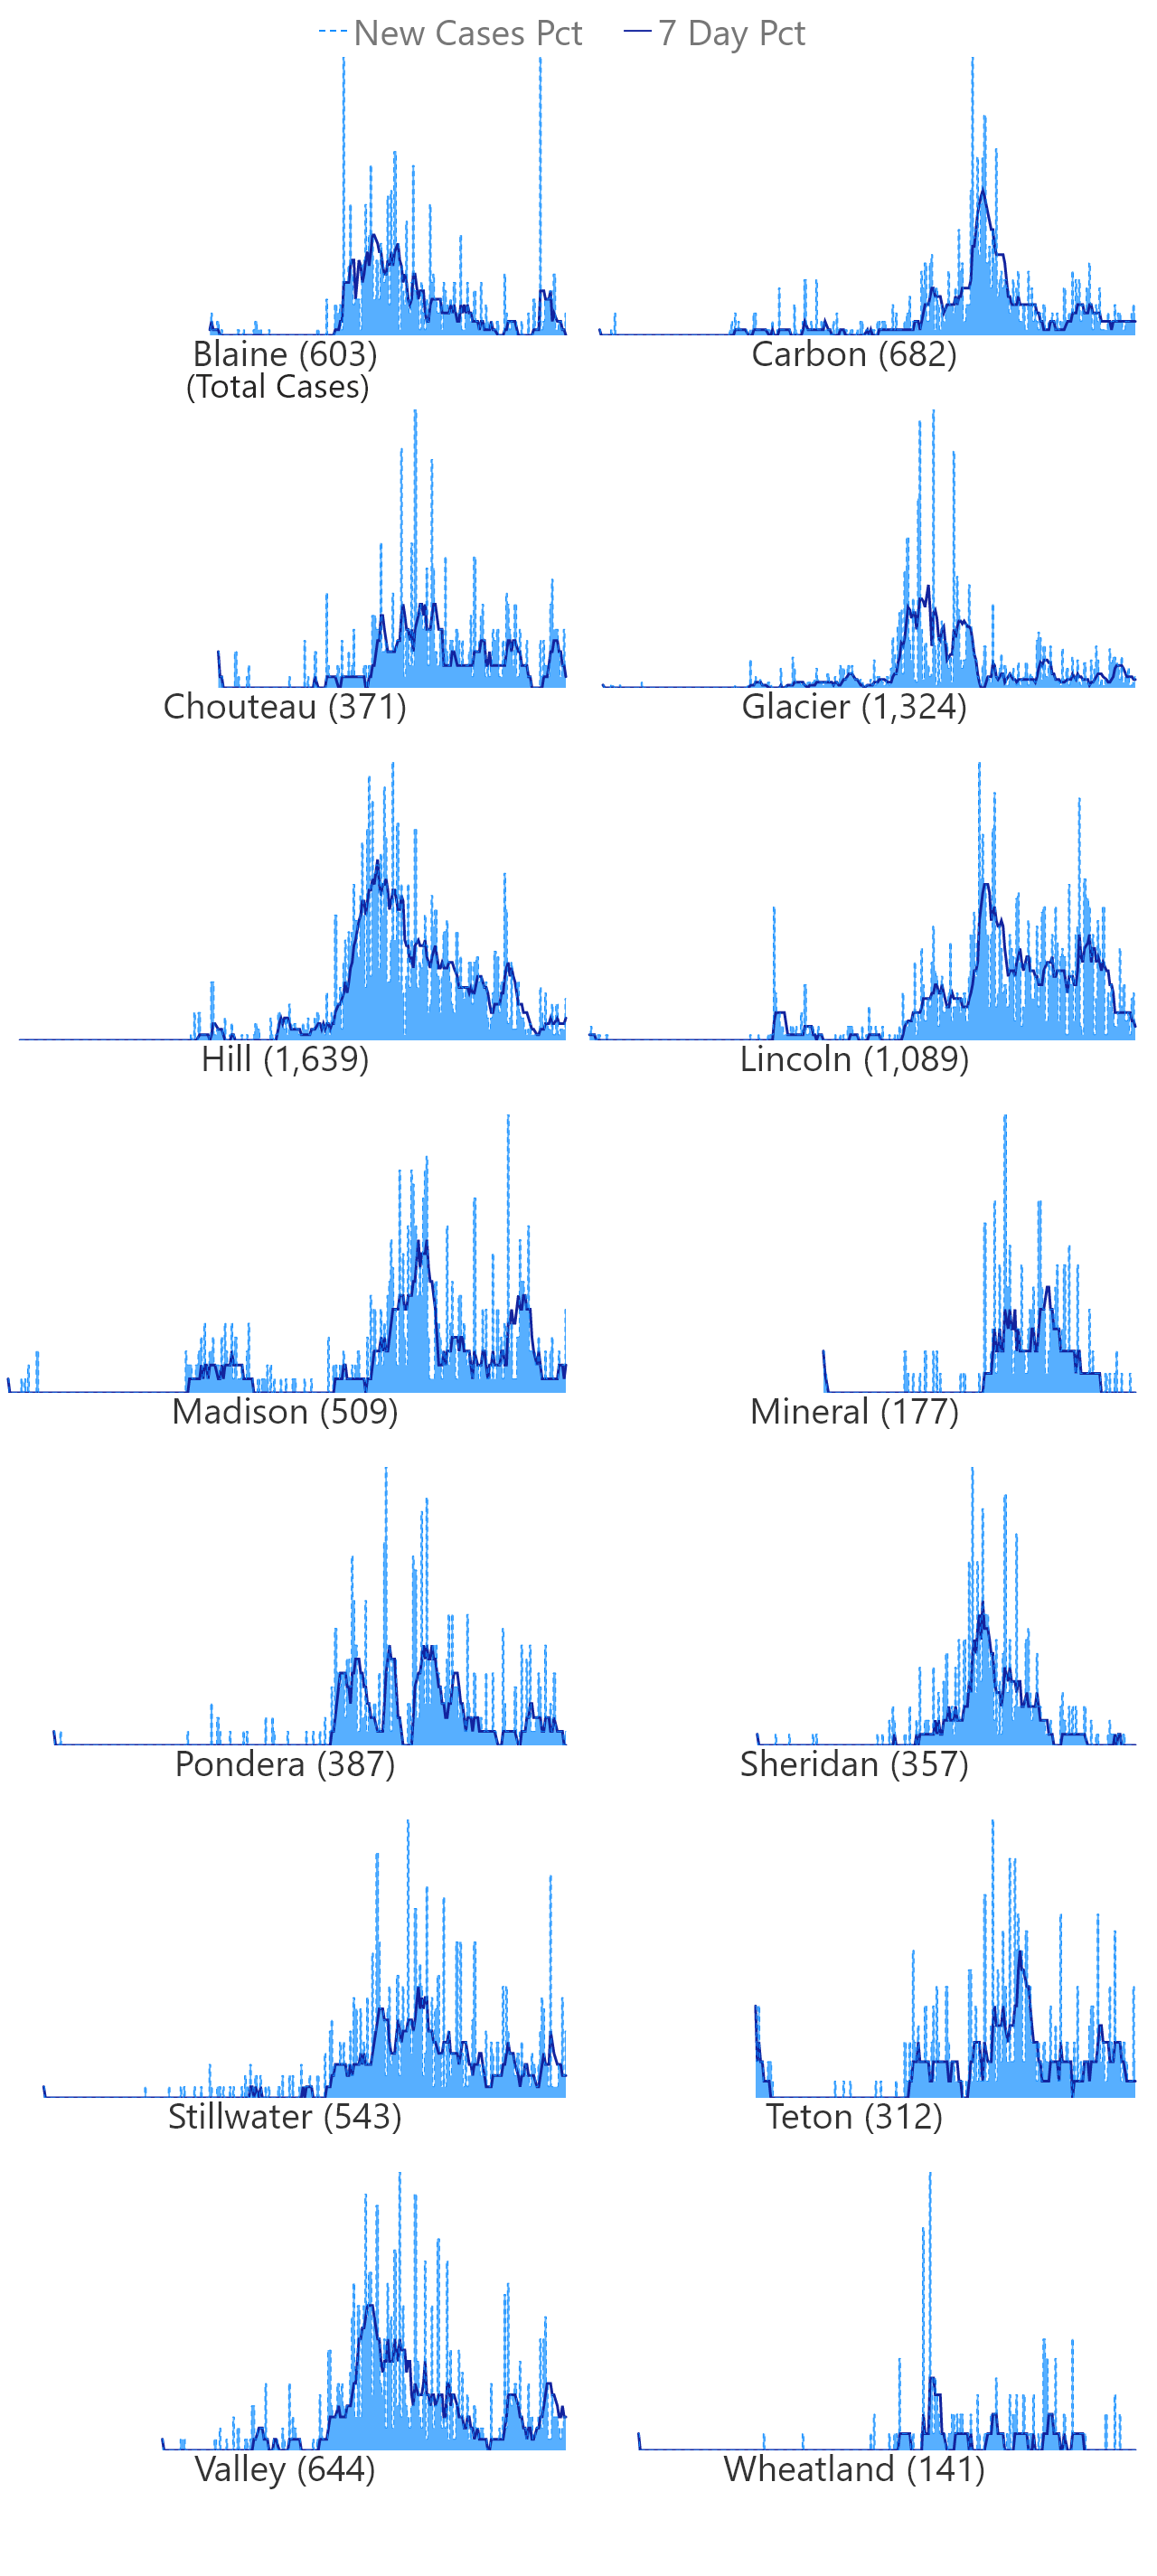 New Cases Pct 7 Day Pct
Blaine (603) Carbon (682)
(Total Cases)
Chouteau (371) Glacier (1,324)
Hill (1,639) Lincoln (1,089)
Madison (509) Mineral (177)
Pondera (387) Sheridan (357)
Stillwater (543) Teton (312)
Valley (644) Wheatland (141)